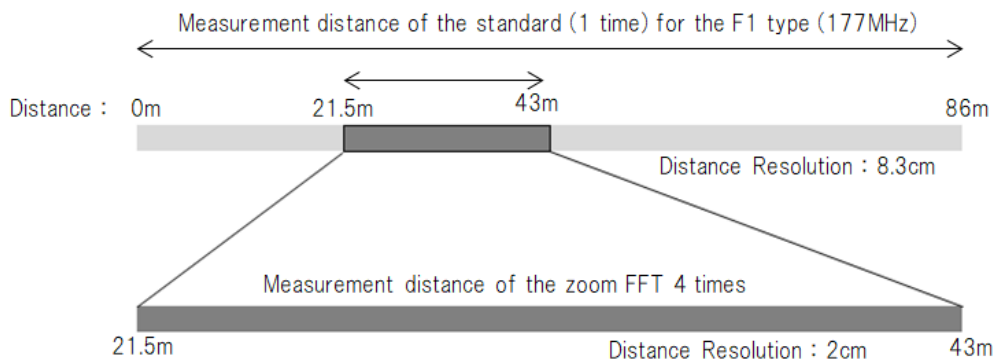 Measurement distance of the standard (1 time) for the F1 type (177MHz)
Distance : 0m 21.5m 43m 86m
Distance Resolution : 8.3cm
Measurement distance of the zoom FFT 4 times
21.5m Distance Resolution : 2cm 43m